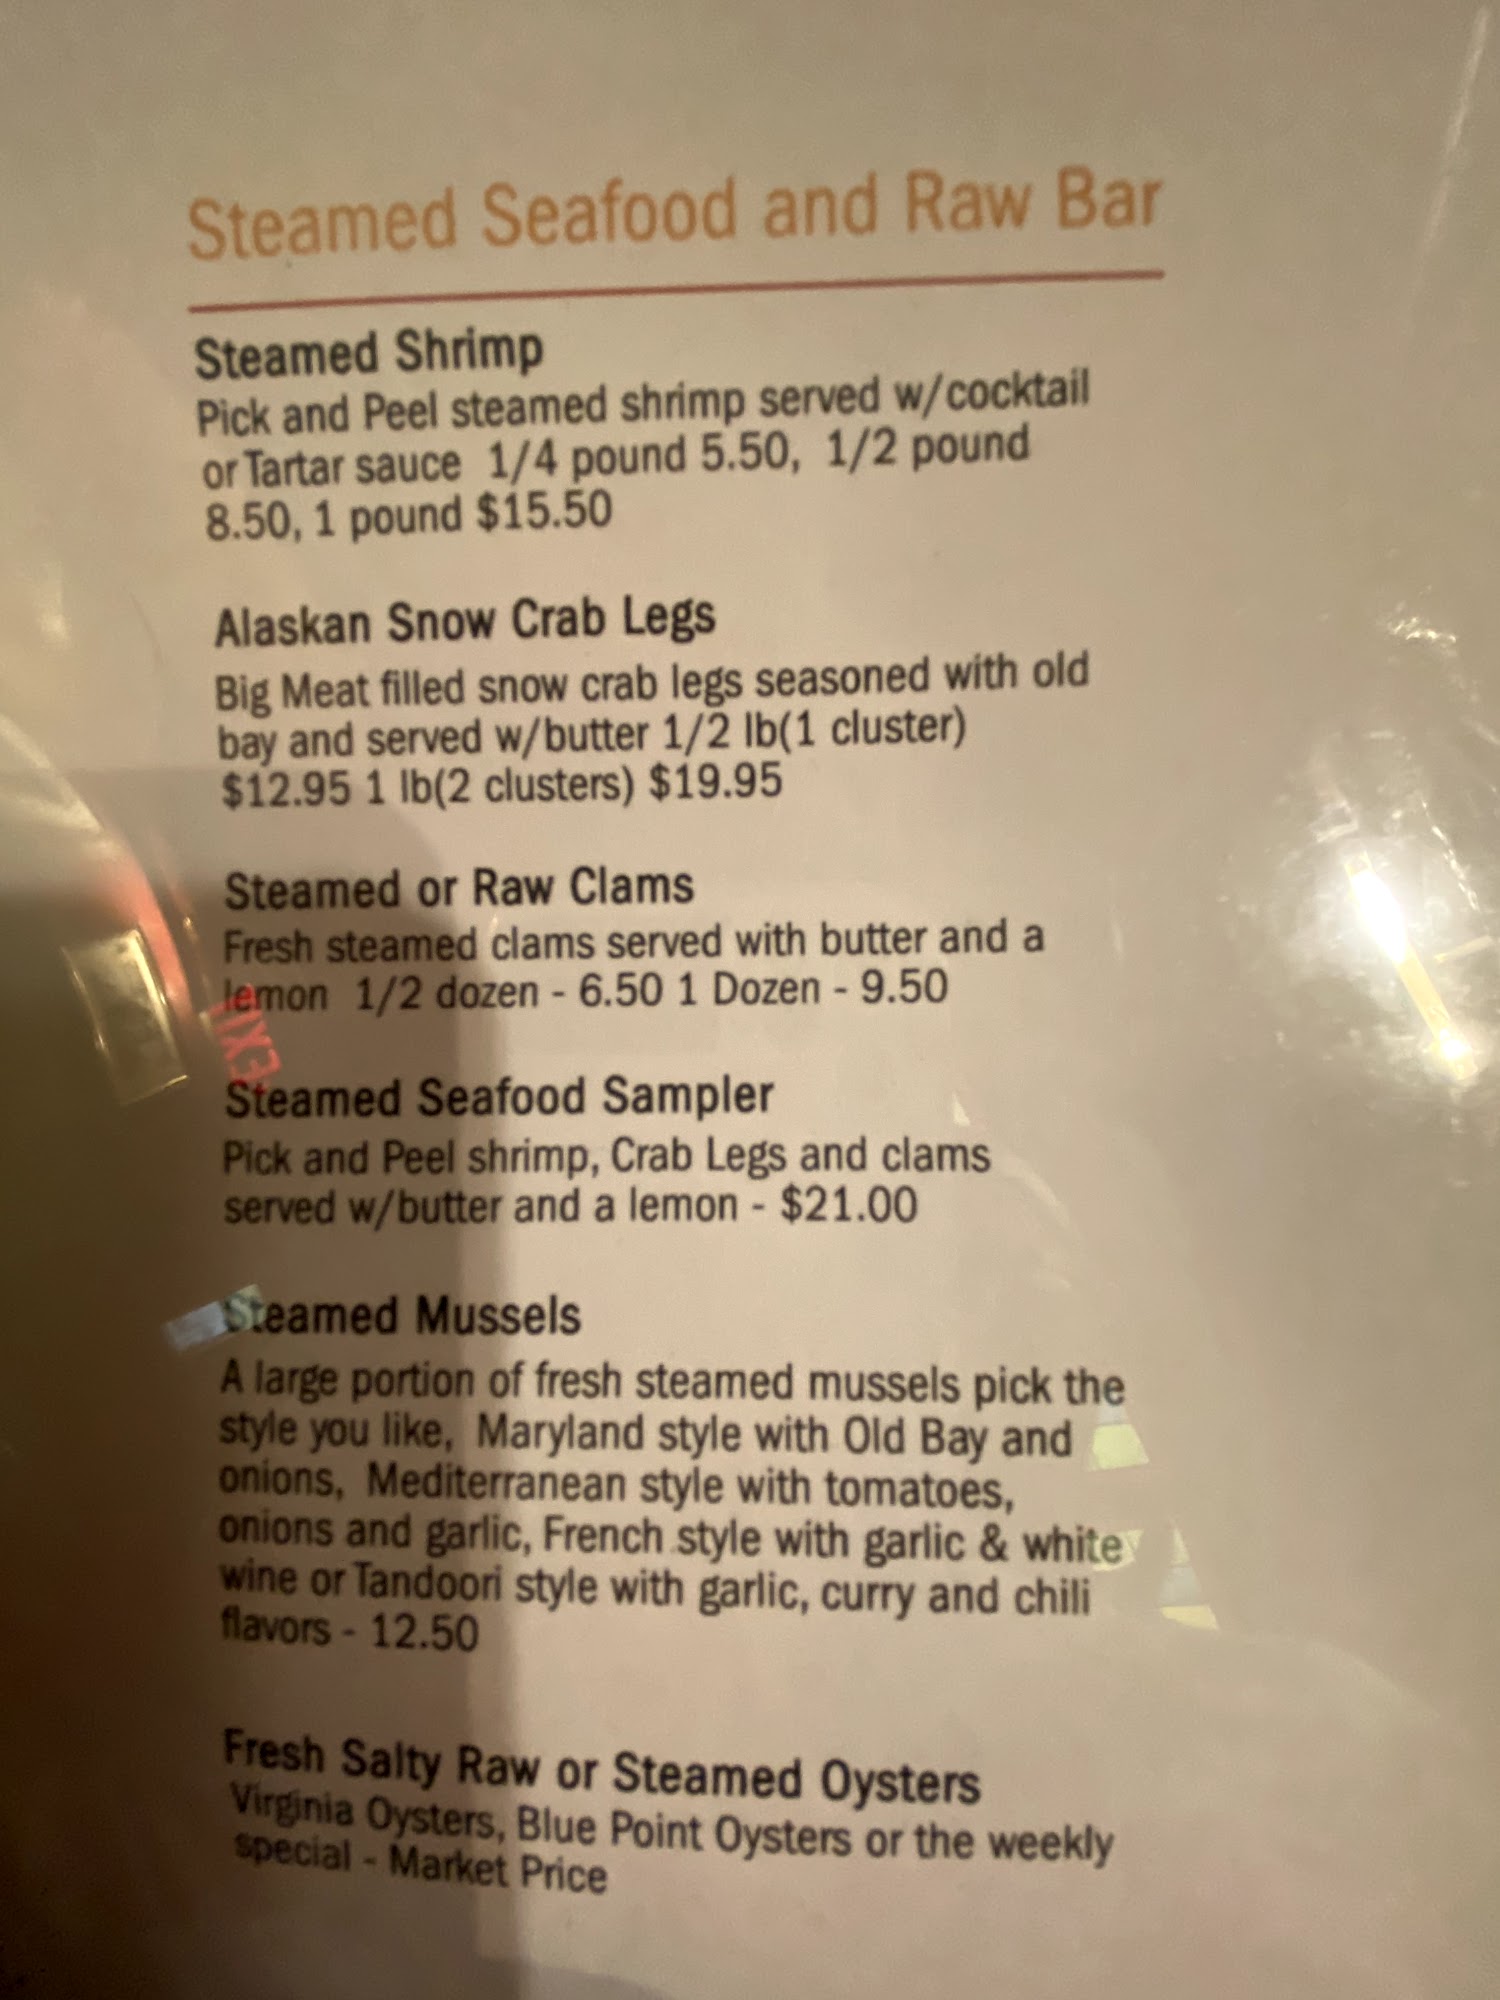 Steamed Seafood and Raw Bar
Steamed Shrimp
Pick and Peel steamed shrimp served w/cocktail
or Tartar sauce 1/4 pound 5.50, 1/2 pound
8.50, 1 pound $15.50
Alaskan Snow Crab Legs
Big Meat filled snow crab legs seasoned with old
bay and served w/butter 1/2 lb(1 cluster)
$12.95 1 lb(2 clusters) $19.95
Steamed or Raw Clams
Fresh steamed clams served with butter and a
lemon 1/2 dozen - 6.50 1 Dozen - 9.50
EXIT
Steamed Seafood Sampler
Pick and Peel shrimp, Crab Legs and clams
served w/butter and a lemon - $21.00
Steamed Mussels
A large portion of fresh steamed mussels pick the
style you like, Maryland style with Old Bay and
onions, Mediterranean style with tomatoes,
onions and garlic, French style with garlic & white
wine or Tandoori style with garlic, curry and chili
flavors - 12.50
Fresh Salty Raw or Steamed Oysters
Virginia Oysters, Blue Point Oysters or the weekly
special - Market Price